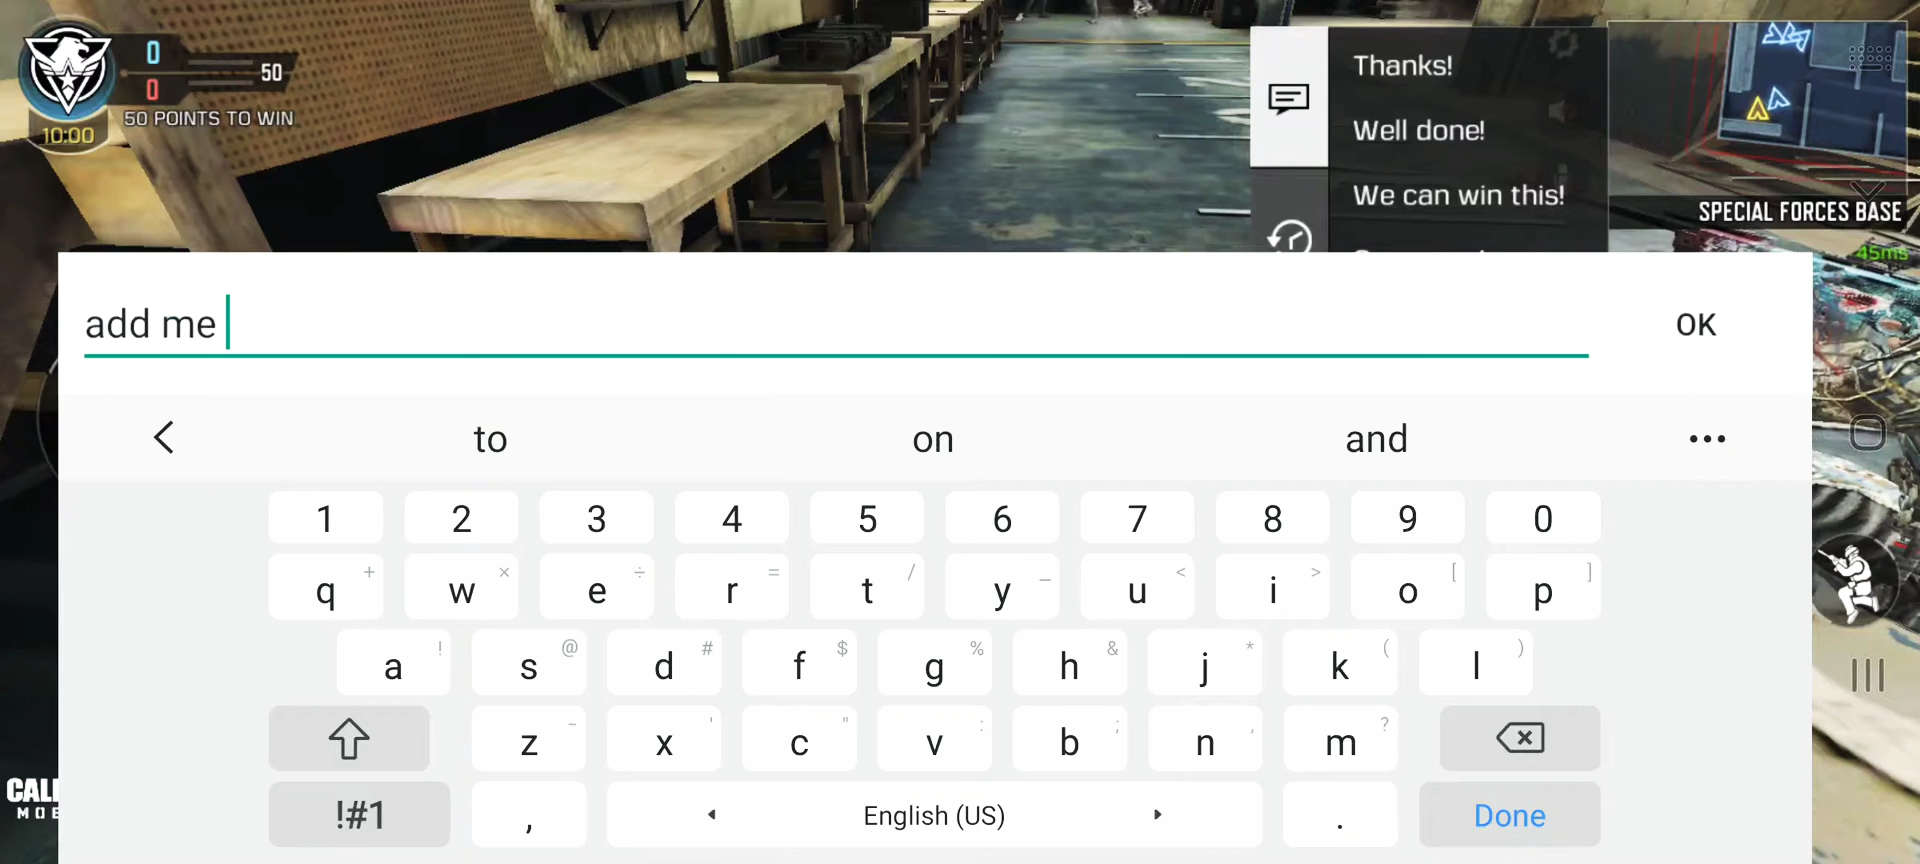 0
0
50
50 POINTS TO WIN
10:00
Thanks!
Well done!
We can win this!
SPECIAL FORCES BASE
45ms
add me
OK
to
on
and
1 2 3 4 5 6 7 8 9 0
q + w × e ÷ r = t / y _ u < i > o [ p ]
a ! s @ d # f $ g % h & j * k ( l )
z - x ' c " v : b ; n , m ?
!#1 , English (US) . Done
CALL
MOB